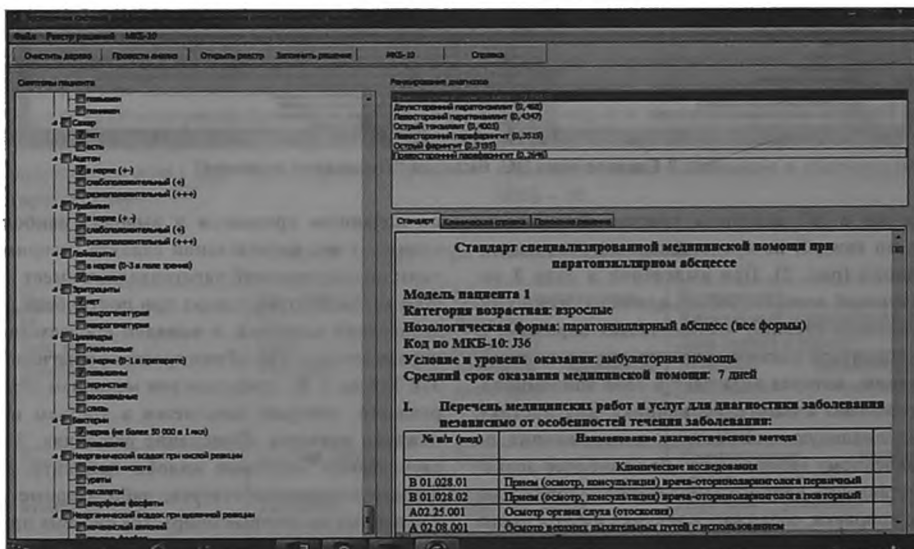 Файл Реестр решений МКБ-10
Очистить дерево Провести анализ Открыть реестр Запомнить решение МКБ-10 Справка
Симптомы пациента
повышен
понижен
Сахар
нет
есть
Ацетон
в норме (+-)
слабоположительный (+)
резкоположительный (+++)
Уробилин
в норме (+-)
слабоположительный (+)
резкоположительный (+++)
Лейкоциты
в норме (0-3 в поле зрения)
повышены
Эритроциты
нет
микрогематурия
Цилиндры
гиалиновые
в норме (0-1 в препарате)
повышены
зернистые
восковидные
слизь
Бактерии
норма (не более 50 000 в 1 мкл)
повышено
Неорганический осадок при кислой реакции
мочевая кислота
ураты
оксалаты
аморфные фосфаты
Неорганический осадок при щелочной реакции
Ранжирование диагнозов
Двухсторонний паратонзиллит (0,468)
Левосторонний паратонзиллит (0,4347)
Острый тонзиллит (0,4003)
Левосторонний парафарингит (0,3515)
Острый фарингит (0,3195)
Правосторонний парафарингит (0,2646)
Стандарт Клиническая справка Пояснение решения
Стандарт специализированной медицинской помощи при
паратонзиллярном абсцессе
Модель пациента 1
Категория возрастная: взрослые
Нозологическая форма: паратонзиллярный абсцесс (все формы)
Код по МКБ-10: J36
Условие и уровень оказания: амбулаторная помощь
Средний срок оказания медицинской помощи: 7 дней
I. Перечень медицинских работ и услуг для диагностики заболевания
независимо от особенностей течения заболевания:
№ п/п (код) Наименование диагностического метода
Клинические исследования
В 01.028.01 Прием (осмотр, консультация) врача-оториноларинголога первичный
В 01.028.02 Прием (осмотр, консультация) врача-оториноларинголога повторный
А02.25.001 Осмотр органа слуха (отоскопия)
А 02.08.001 Осмотр верхних дыхательных путей с использованием